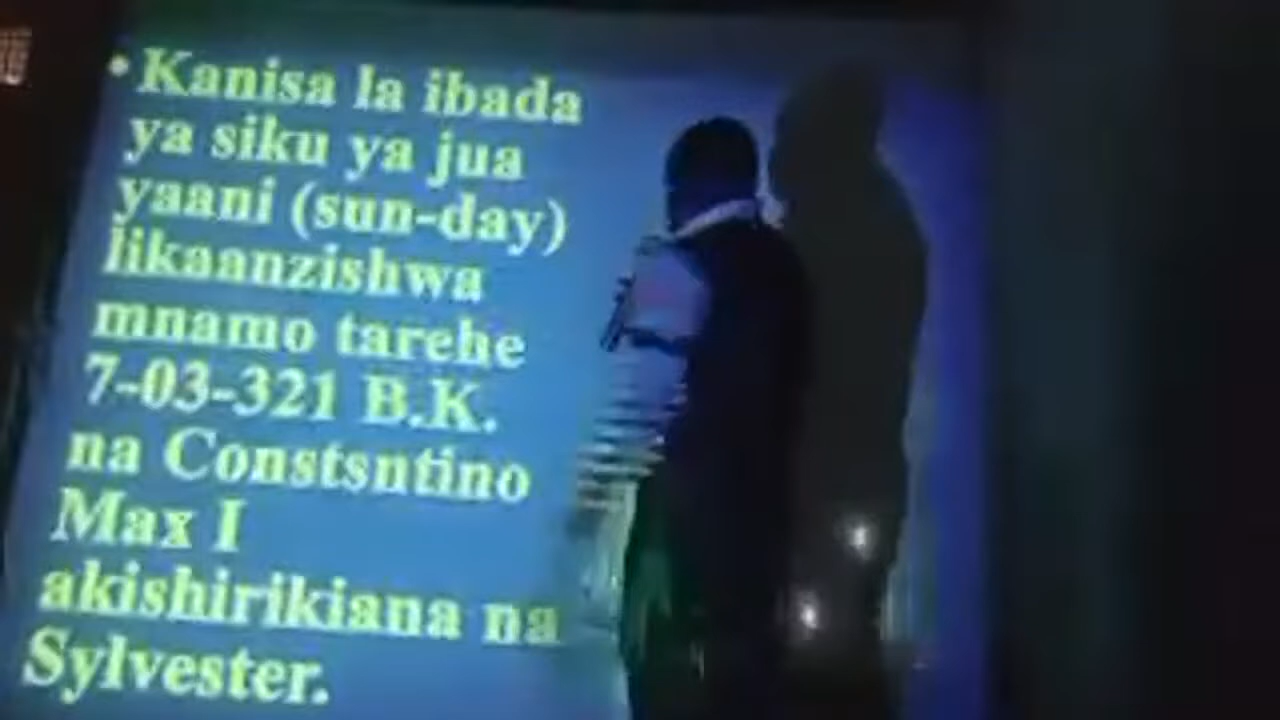 • Kanisa la ibada
ya siku ya jua
yaani (sun-day)
likaanzishwa
mnamo tarehe
7-03-321 B.K.
na Constsntino
Max I
akishirikiana na
Sylvester.